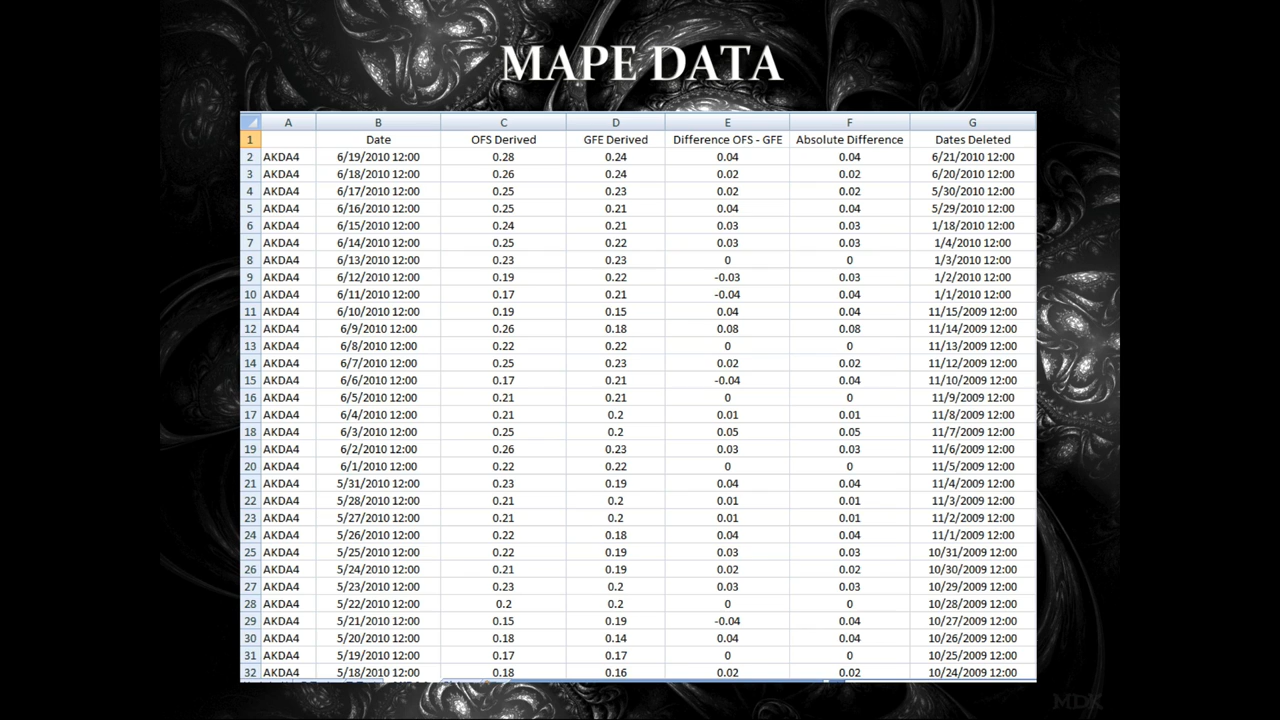 MAPE DATA
A B C D E F G
1 Date OFS Derived GFE Derived Difference OFS - GFE Absolute Difference Dates Deleted
2 AKDA4 6/19/2010 12:00 0.28 0.24 0.04 0.04 6/21/2010 12:00
3 AKDA4 6/18/2010 12:00 0.26 0.24 0.02 0.02 6/20/2010 12:00
4 AKDA4 6/17/2010 12:00 0.25 0.23 0.02 0.02 5/30/2010 12:00
5 AKDA4 6/16/2010 12:00 0.25 0.21 0.04 0.04 5/29/2010 12:00
6 AKDA4 6/15/2010 12:00 0.24 0.21 0.03 0.03 1/18/2010 12:00
7 AKDA4 6/14/2010 12:00 0.25 0.22 0.03 0.03 1/4/2010 12:00
8 AKDA4 6/13/2010 12:00 0.23 0.23 0 0 1/3/2010 12:00
9 AKDA4 6/12/2010 12:00 0.19 0.22 -0.03 0.03 1/2/2010 12:00
10 AKDA4 6/11/2010 12:00 0.17 0.21 -0.04 0.04 1/1/2010 12:00
11 AKDA4 6/10/2010 12:00 0.19 0.15 0.04 0.04 11/15/2009 12:00
12 AKDA4 6/9/2010 12:00 0.26 0.18 0.08 0.08 11/14/2009 12:00
13 AKDA4 6/8/2010 12:00 0.22 0.22 0 0 11/13/2009 12:00
14 AKDA4 6/7/2010 12:00 0.25 0.23 0.02 0.02 11/12/2009 12:00
15 AKDA4 6/6/2010 12:00 0.17 0.21 -0.04 0.04 11/10/2009 12:00
16 AKDA4 6/5/2010 12:00 0.21 0.21 0 0 11/9/2009 12:00
17 AKDA4 6/4/2010 12:00 0.21 0.2 0.01 0.01 11/8/2009 12:00
18 AKDA4 6/3/2010 12:00 0.25 0.2 0.05 0.05 11/7/2009 12:00
19 AKDA4 6/2/2010 12:00 0.26 0.23 0.03 0.03 11/6/2009 12:00
20 AKDA4 6/1/2010 12:00 0.22 0.22 0 0 11/5/2009 12:00
21 AKDA4 5/31/2010 12:00 0.23 0.19 0.04 0.04 11/4/2009 12:00
22 AKDA4 5/28/2010 12:00 0.21 0.2 0.01 0.01 11/3/2009 12:00
23 AKDA4 5/27/2010 12:00 0.21 0.2 0.01 0.01 11/2/2009 12:00
24 AKDA4 5/26/2010 12:00 0.22 0.18 0.04 0.04 11/1/2009 12:00
25 AKDA4 5/25/2010 12:00 0.22 0.19 0.03 0.03 10/31/2009 12:00
26 AKDA4 5/24/2010 12:00 0.21 0.19 0.02 0.02 10/30/2009 12:00
27 AKDA4 5/23/2010 12:00 0.23 0.2 0.03 0.03 10/29/2009 12:00
28 AKDA4 5/22/2010 12:00 0.2 0.2 0 0 10/28/2009 12:00
29 AKDA4 5/21/2010 12:00 0.15 0.19 -0.04 0.04 10/27/2009 12:00
30 AKDA4 5/20/2010 12:00 0.18 0.14 0.04 0.04 10/26/2009 12:00
31 AKDA4 5/19/2010 12:00 0.17 0.17 0 0 10/25/2009 12:00
32 AKDA4 5/18/2010 12:00 0.18 0.16 0.02 0.02 10/24/2009 12:00
MDK